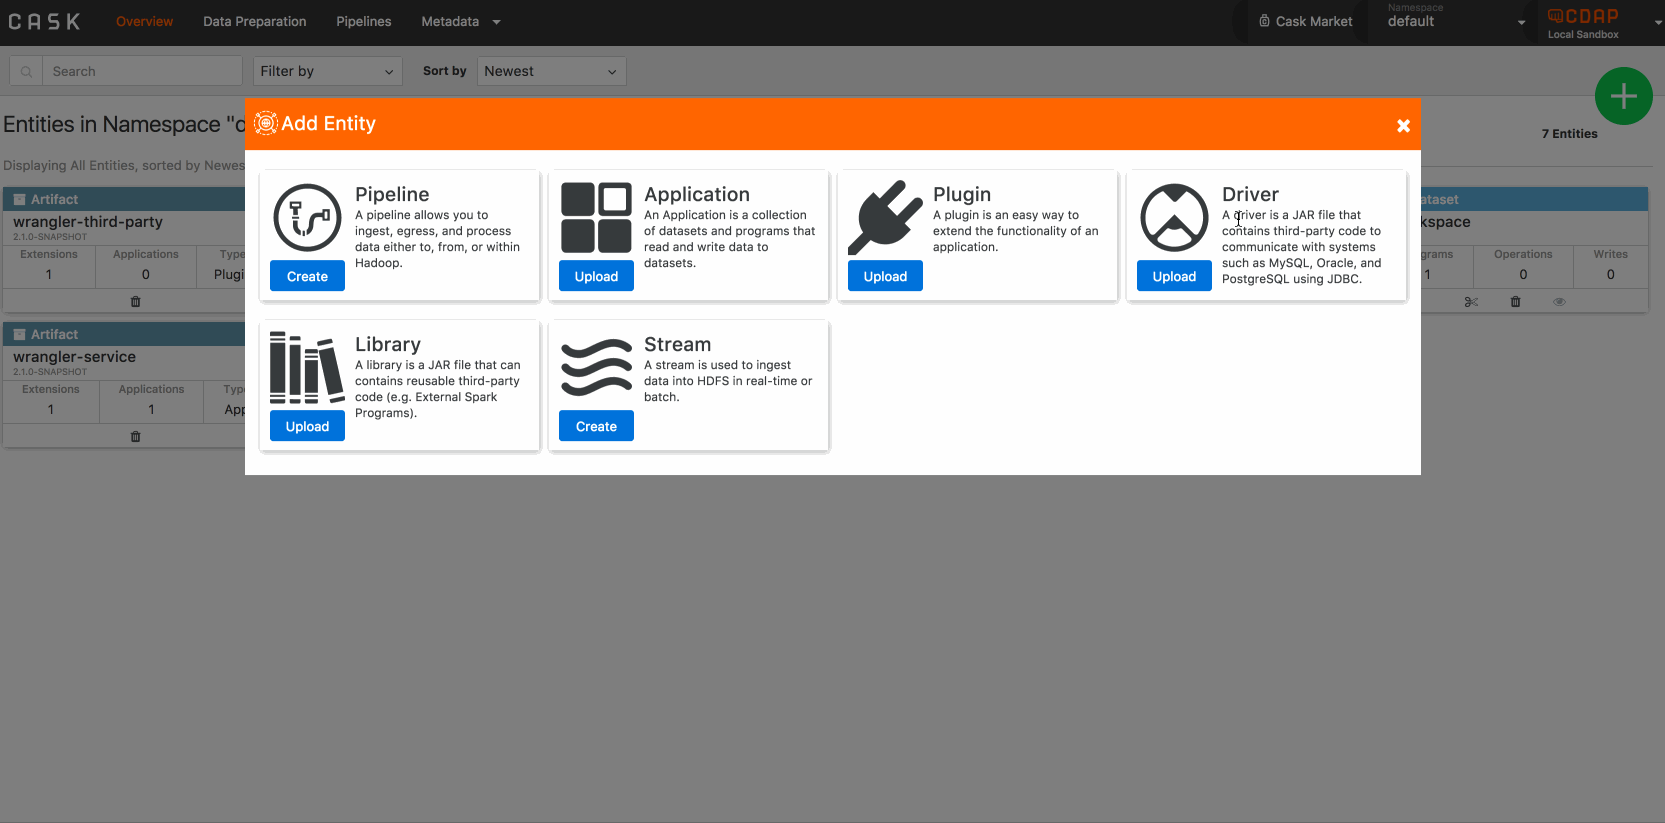 CASK Overview Data Preparation Pipelines Metadata Cask Market Namespace default CDAP Local Sandbox
Search Filter by Sort by Newest
Entities in Namespace "d
7 Entities
Displaying All Entities, sorted by Newes
Add Entity
Pipeline
A pipeline allows you to
ingest, egress, and process
data either to, from, or within
Hadoop.
Create
Application
An Application is a collection
of datasets and programs that
read and write data to
datasets.
Upload
Plugin
A plugin is an easy way to
extend the functionality of an
application.
Upload
Driver
A driver is a JAR file that
contains third-party code to
communicate with systems
such as MySQL, Oracle, and
PostgreSQL using JDBC.
Upload
Library
A library is a JAR file that can
contains reusable third-party
code (e.g. External Spark
Programs).
Upload
Stream
A stream is used to ingest
data into HDFS in real-time or
batch.
Create
Artifact
wrangler-third-party
2.1.0-SNAPSHOT
Extensions Applications Type
1 0 Plugi
Artifact
wrangler-service
2.1.0-SNAPSHOT
Extensions Applications Typ
1 1 App
ataset
kspace
grams Operations Writes
1 0 0